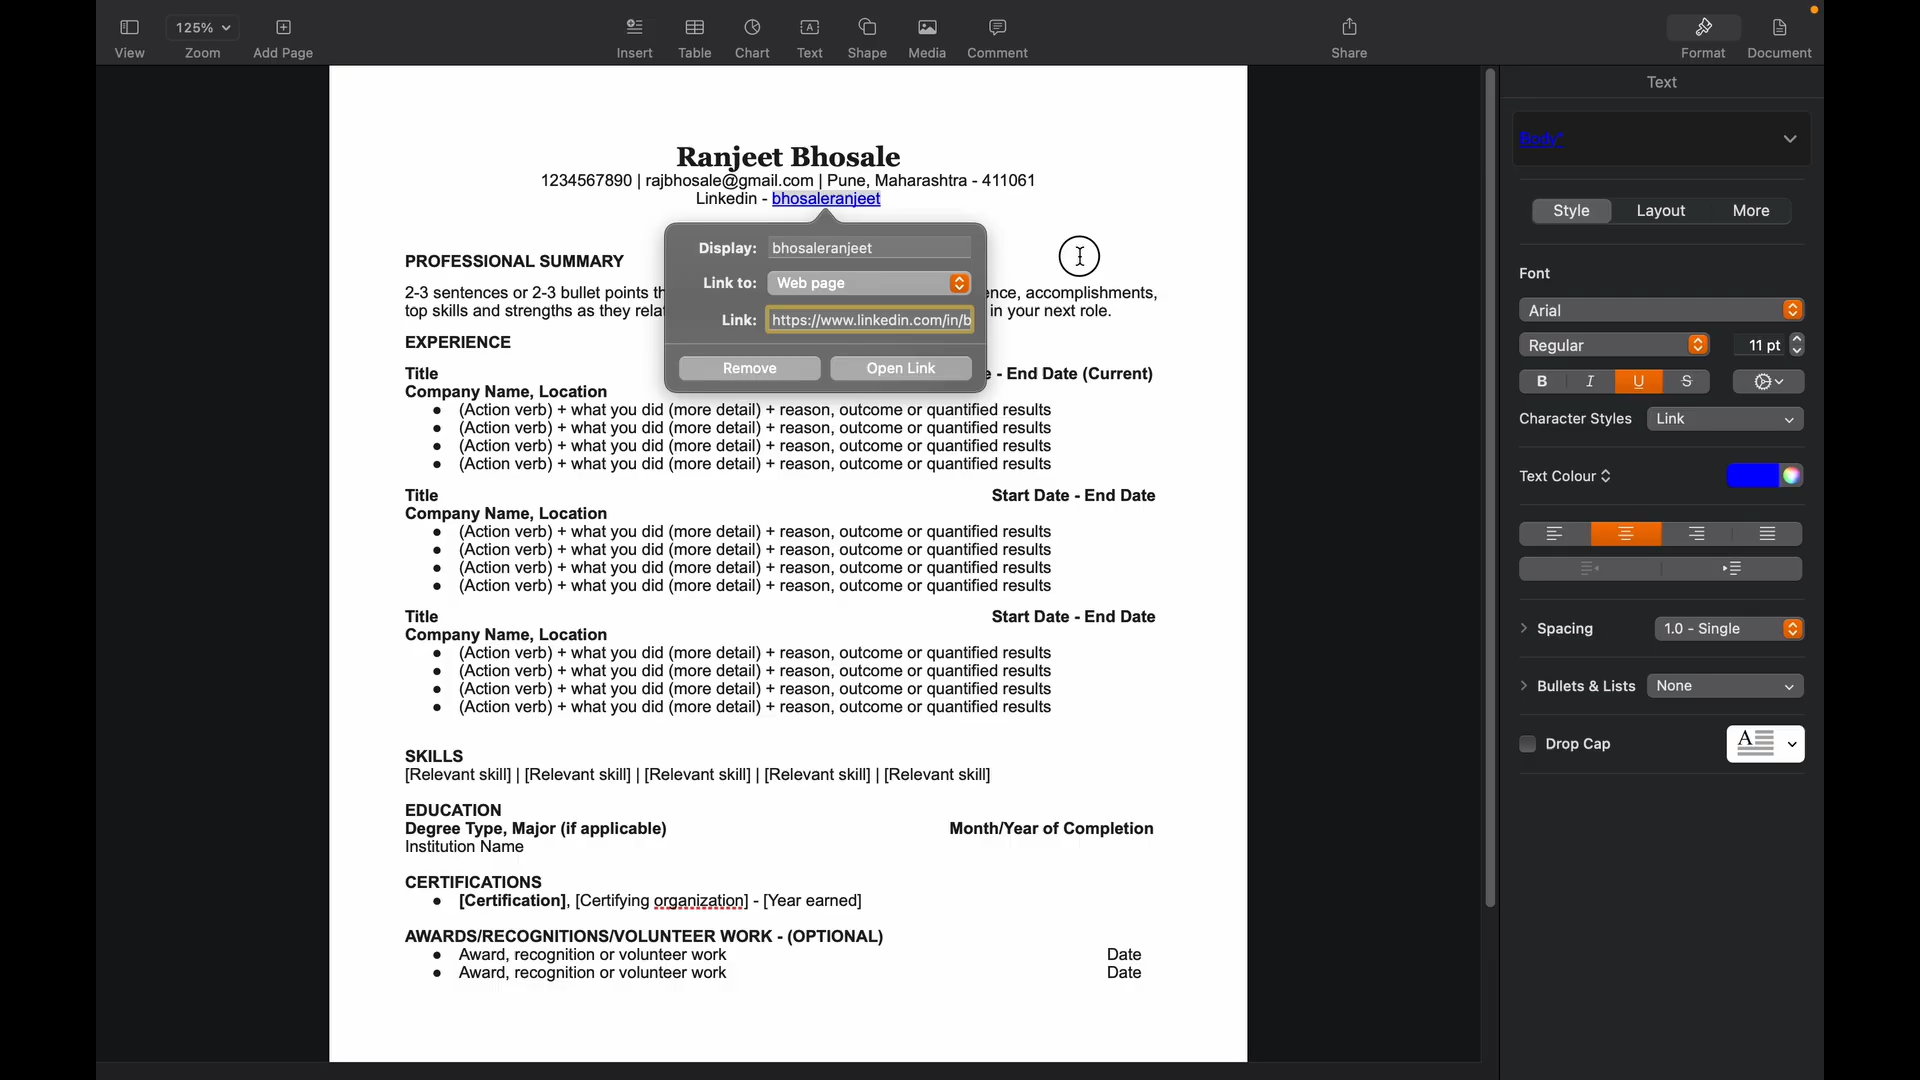 125%
View
Zoom
Add Page
Insert
Table
Chart
Text
Shape
Media
Comment
Share
Format
Document
Ranjeet Bhosale
1234567890 | rajbhosale@gmail.com | Pune, Maharashtra - 411061
Linkedin - bhosaleranjeet
Display: bhosaleranjeet
Link to: Web page
Link: https://www.linkedin.com/in/b
Remove
Open Link
PROFESSIONAL SUMMARY
2-3 sentences or 2-3 bullet points th
ence, accomplishments,
top skills and strengths as they relat
in your next role.
EXPERIENCE
Title
e - End Date (Current)
Company Name, Location
● (Action verb) + what you did (more detail) + reason, outcome or quantified results
● (Action verb) + what you did (more detail) + reason, outcome or quantified results
● (Action verb) + what you did (more detail) + reason, outcome or quantified results
● (Action verb) + what you did (more detail) + reason, outcome or quantified results
Title Start Date - End Date
Company Name, Location
● (Action verb) + what you did (more detail) + reason, outcome or quantified results
● (Action verb) + what you did (more detail) + reason, outcome or quantified results
● (Action verb) + what you did (more detail) + reason, outcome or quantified results
● (Action verb) + what you did (more detail) + reason, outcome or quantified results
Title Start Date - End Date
Company Name, Location
● (Action verb) + what you did (more detail) + reason, outcome or quantified results
● (Action verb) + what you did (more detail) + reason, outcome or quantified results
● (Action verb) + what you did (more detail) + reason, outcome or quantified results
● (Action verb) + what you did (more detail) + reason, outcome or quantified results
SKILLS
[Relevant skill] | [Relevant skill] | [Relevant skill] | [Relevant skill] | [Relevant skill]
EDUCATION
Degree Type, Major (if applicable) Month/Year of Completion
Institution Name
CERTIFICATIONS
● [Certification], [Certifying organization] - [Year earned]
AWARDS/RECOGNITIONS/VOLUNTEER WORK - (OPTIONAL)
● Award, recognition or volunteer work Date
● Award, recognition or volunteer work Date
Text
Body*
Style
Layout
More
Font
Arial
Regular
11 pt
B I U S
Character Styles Link
Text Colour
Spacing 1.0 - Single
Bullets & Lists None
Drop Cap
A